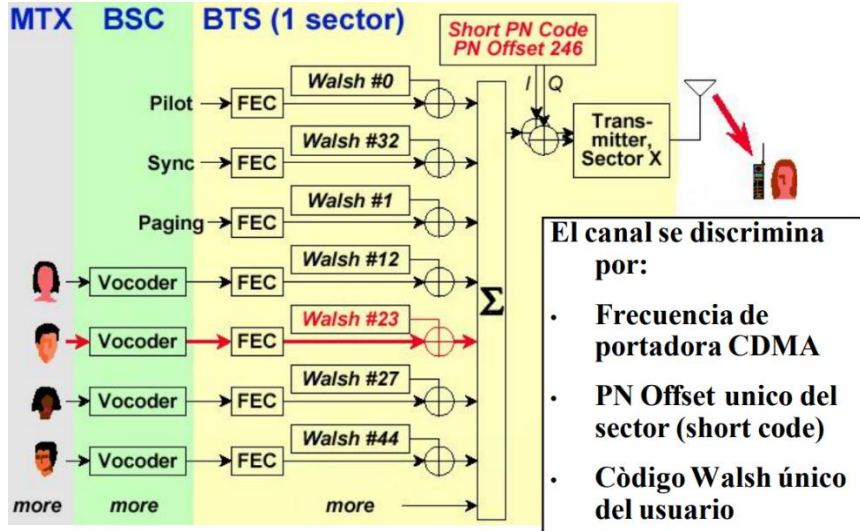 MTX BSC BTS (1 sector)
Short PN Code
PN Offset 246
I Q
Pilot FEC Walsh #0
Sync FEC Walsh #32
Paging FEC Walsh #1
Vocoder FEC Walsh #12
Vocoder FEC Walsh #23
Vocoder FEC Walsh #27
Vocoder FEC Walsh #44
more more more
Σ
Trans-
mitter,
Sector X
El canal se discrimina
por:
• Frecuencia de
portadora CDMA
• PN Offset unico del
sector (short code)
• Còdigo Walsh único
del usuario